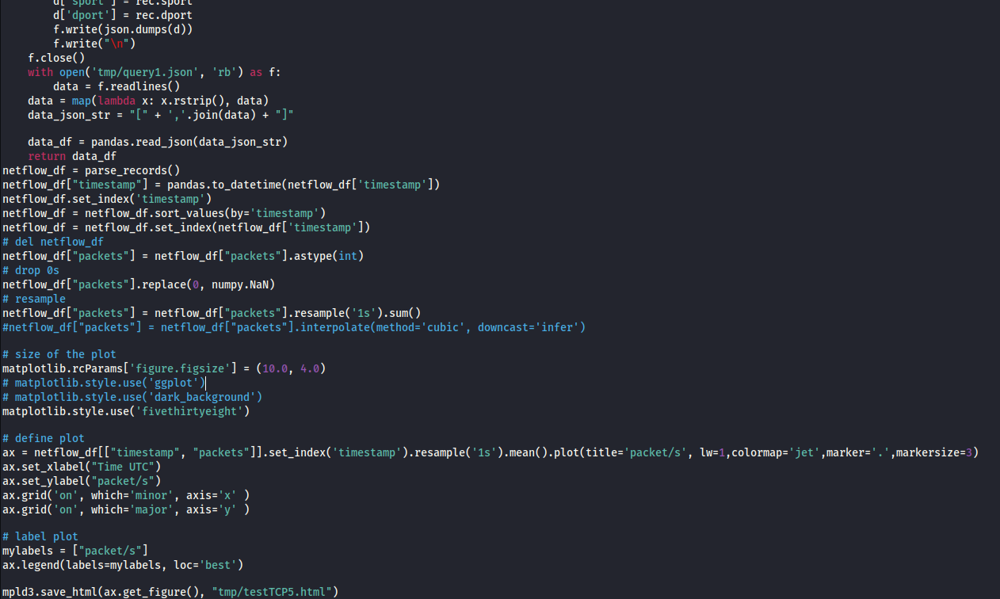 d['sport'] = rec.sport
d['dport'] = rec.dport
f.write(json.dumps(d))
f.write("\n")
f.close()
with open('tmp/query1.json', 'rb') as f:
data = f.readlines()
data = map(lambda x: x.rstrip(), data)
data_json_str = "[" + ','.join(data) + "]"
data_df = pandas.read_json(data_json_str)
return data_df
netflow_df = parse_records()
netflow_df["timestamp"] = pandas.to_datetime(netflow_df['timestamp'])
netflow_df.set_index('timestamp')
netflow_df = netflow_df.sort_values(by='timestamp')
netflow_df = netflow_df.set_index(netflow_df['timestamp'])
# del netflow_df
netflow_df["packets"] = netflow_df["packets"].astype(int)
# drop 0s
netflow_df["packets"].replace(0, numpy.NaN)
# resample
netflow_df["packets"] = netflow_df["packets"].resample('1s').sum()
#netflow_df["packets"] = netflow_df["packets"].interpolate(method='cubic', downcast='infer')
# size of the plot
matplotlib.rcParams['figure.figsize'] = (10.0, 4.0)
# matplotlib.style.use('ggplot')
# matplotlib.style.use('dark_background')
matplotlib.style.use('fivethirtyeight')
# define plot
ax = netflow_df[["timestamp", "packets"]].set_index('timestamp').resample('1s').mean().plot(title='packet/s', lw=1,colormap='jet',marker='.',markersize=3)
ax.set_xlabel("Time UTC")
ax.set_ylabel("packet/s")
ax.grid('on', which='minor', axis='x' )
ax.grid('on', which='major', axis='y' )
# label plot
mylabels = ["packet/s"]
ax.legend(labels=mylabels, loc='best')
mpld3.save_html(ax.get_figure(), "tmp/testTCP5.html")